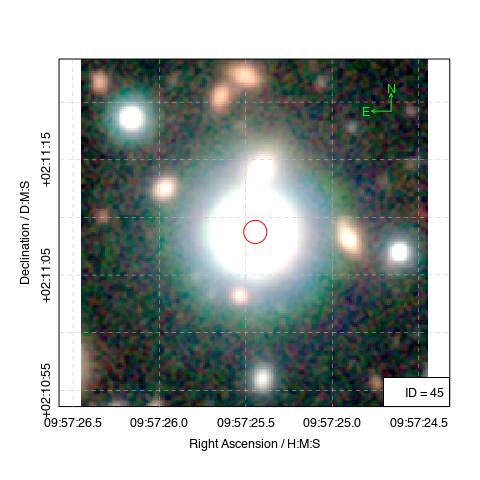 N
E
Declination / D:M:S
+02:11:15
+02:11:05
+02:10:55
ID = 45
09:57:26.5 09:57:26.0 09:57:25.5 09:57:25.0 09:57:24.5
Right Ascension / H:M:S